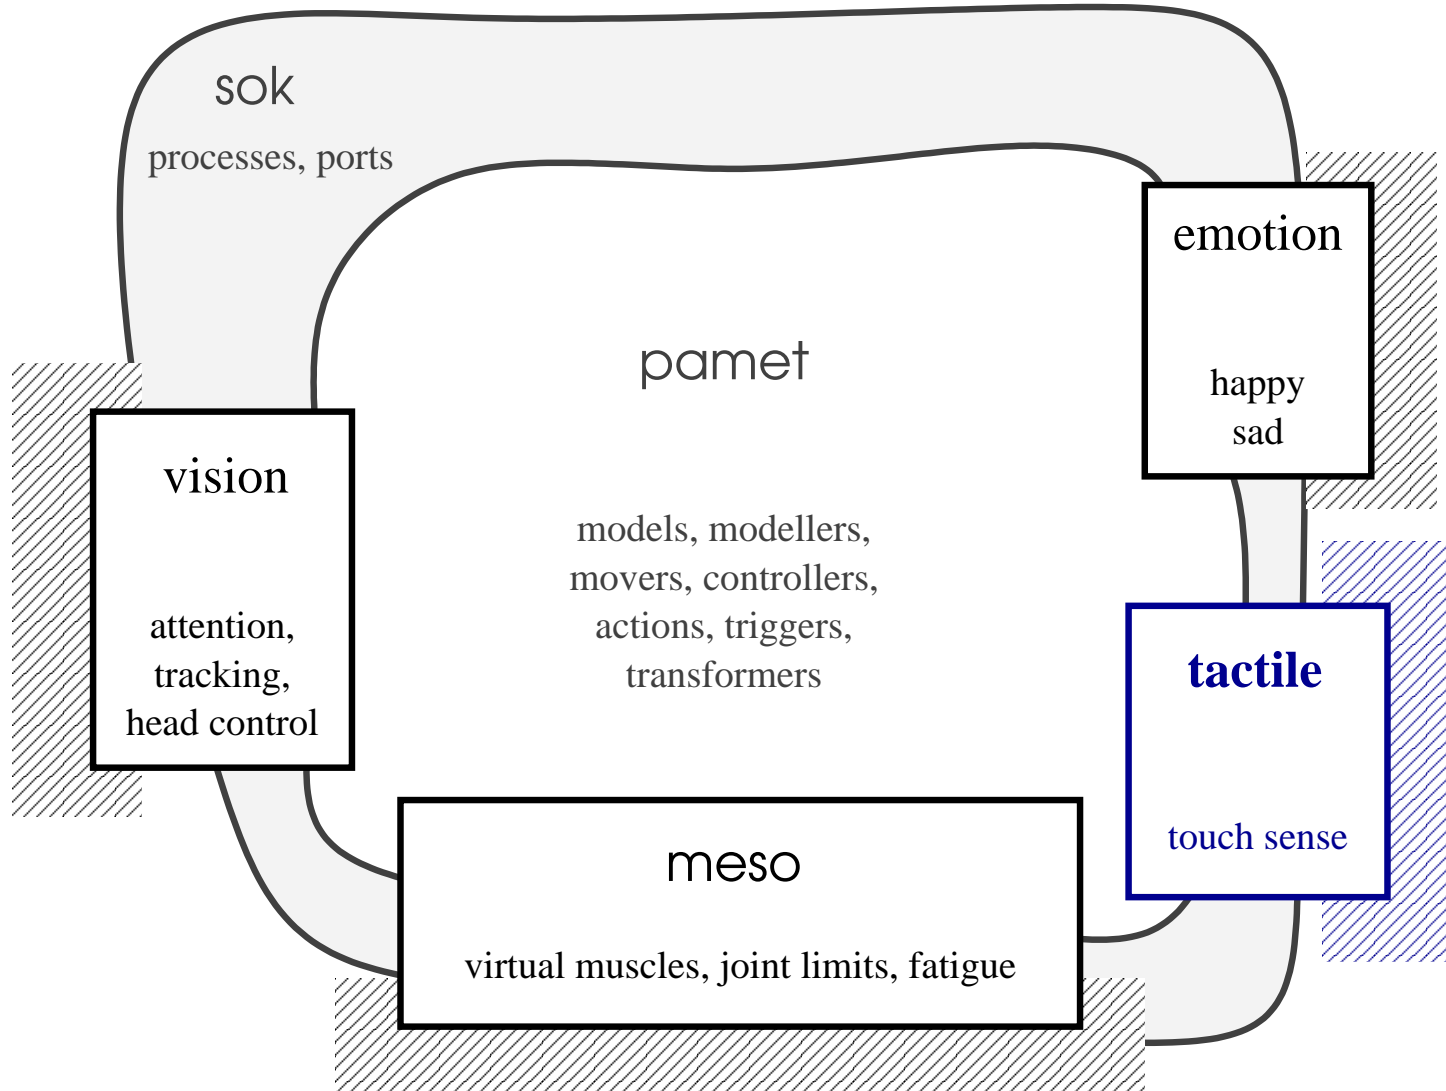 sok
processes, ports
emotion
happy
sad
pamet
models, modellers,
movers, controllers,
actions, triggers,
transformers
vision
attention,
tracking,
head control
tactile
touch sense
meso
virtual muscles, joint limits, fatigue